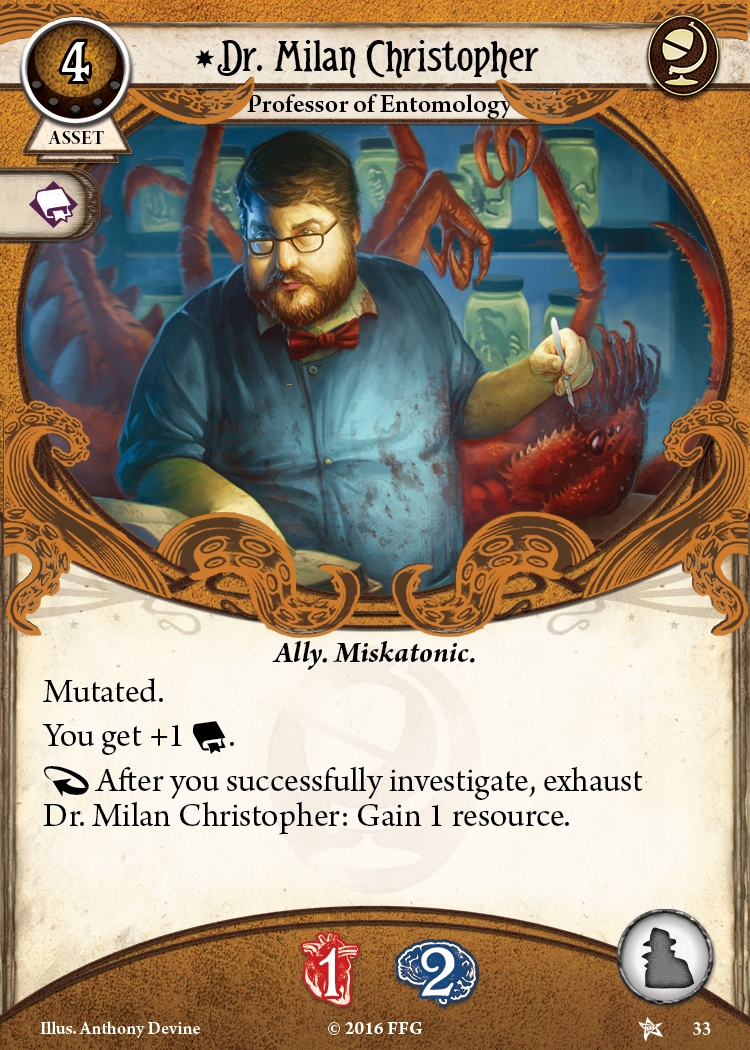 4
Dr. Milan Christopher
Professor of Entomology
ASSET
Ally. Miskatonic.
Mutated.
You get +1 .
After you successfully investigate, exhaust
Dr. Milan Christopher: Gain 1 resource.
1
2
Illus. Anthony Devine
© 2016 FFG
33